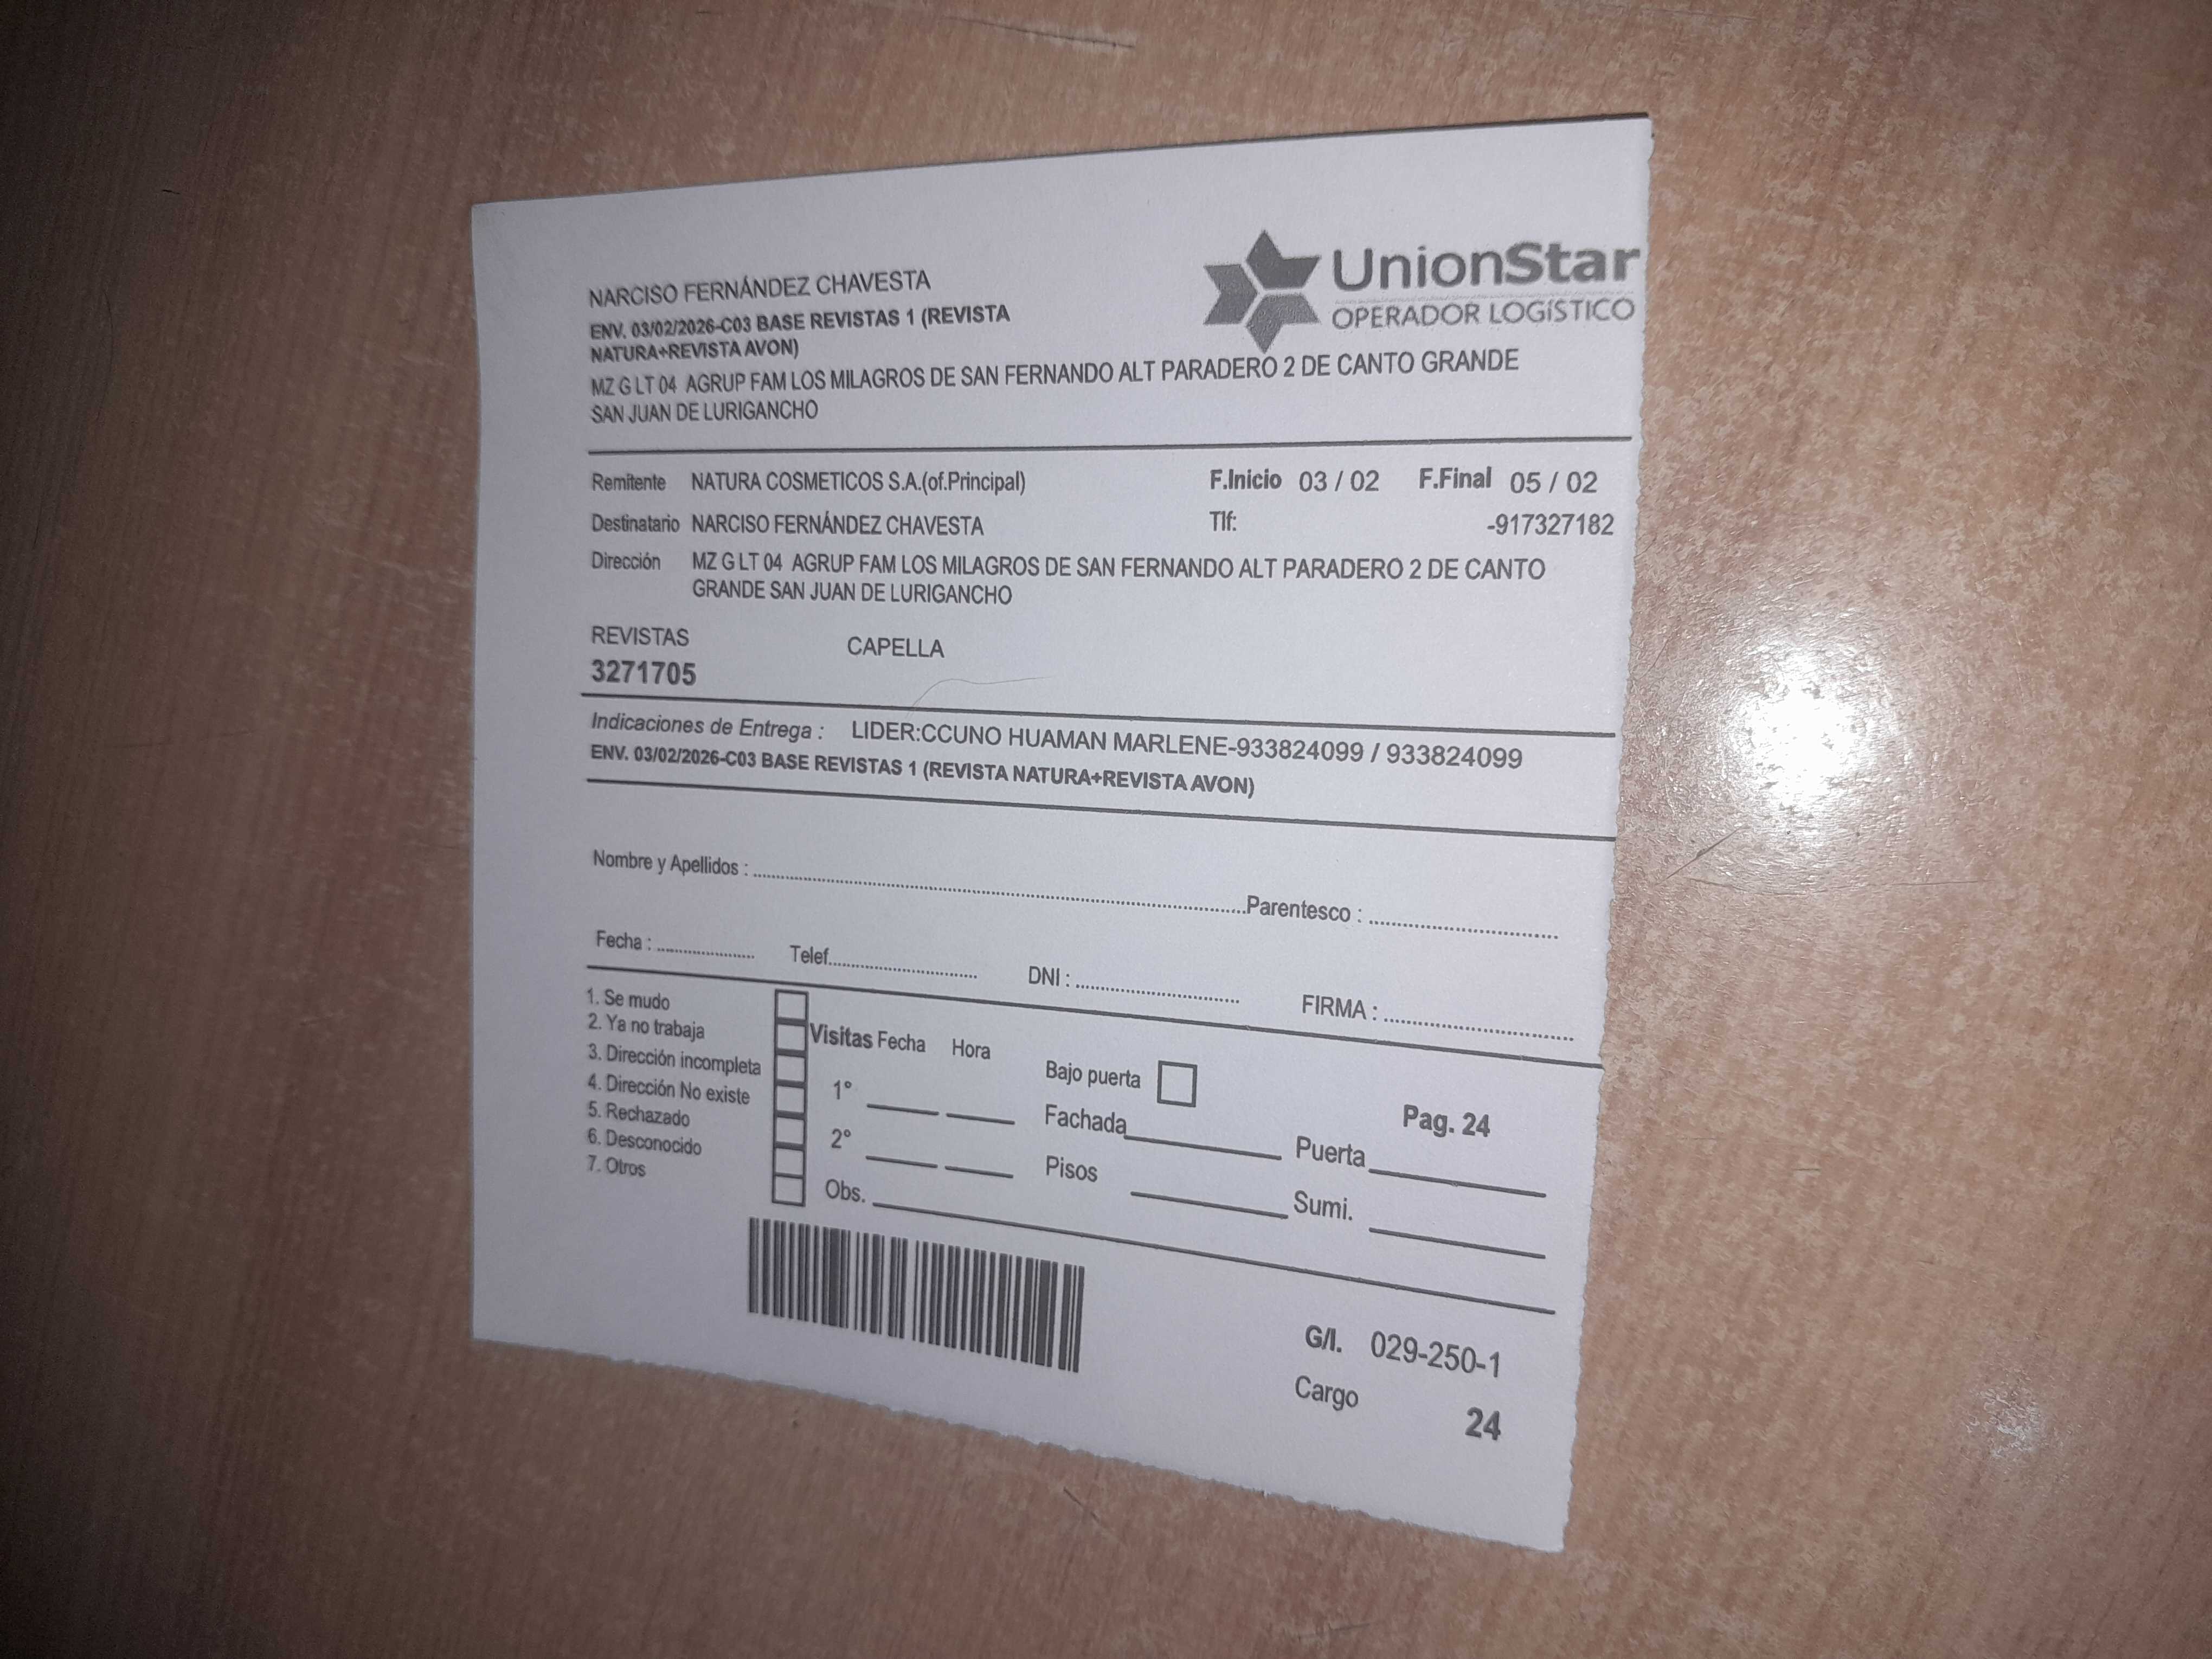 UnionStar
OPERADOR LOGÍSTICO
NARCISO FERNÁNDEZ CHAVESTA
ENV. 03/02/2026-C03 BASE REVISTAS 1 (REVISTA
NATURA+REVISTA AVON)
MZ G LT 04 AGRUP FAM LOS MILAGROS DE SAN FERNANDO ALT PARADERO 2 DE CANTO GRANDE
SAN JUAN DE LURIGANCHO
Remitente NATURA COSMETICOS S.A.(of.Principal) F.Inicio 03 / 02 F.Final 05 / 02
Destinatario NARCISO FERNÁNDEZ CHAVESTA Tlf: -917327182
Dirección MZ G LT 04 AGRUP FAM LOS MILAGROS DE SAN FERNANDO ALT PARADERO 2 DE CANTO
GRANDE SAN JUAN DE LURIGANCHO
REVISTAS CAPELLA
3271705
Indicaciones de Entrega : LIDER:CCUNO HUAMAN MARLENE-933824099 / 933824099
ENV. 03/02/2026-C03 BASE REVISTAS 1 (REVISTA NATURA+REVISTA AVON)
Nombre y Apellidos : Parentesco :
Fecha : Telef. DNI : FIRMA :
1. Se mudo
2. Ya no trabaja
3. Dirección incompleta
4. Dirección No existe
5. Rechazado
6. Desconocido
7. Otros
Visitas Fecha Hora
1°
2°
Obs.
Bajo puerta
Fachada Puerta
Pisos Sumi.
Pag. 24
G/I. 029-250-1
Cargo 24